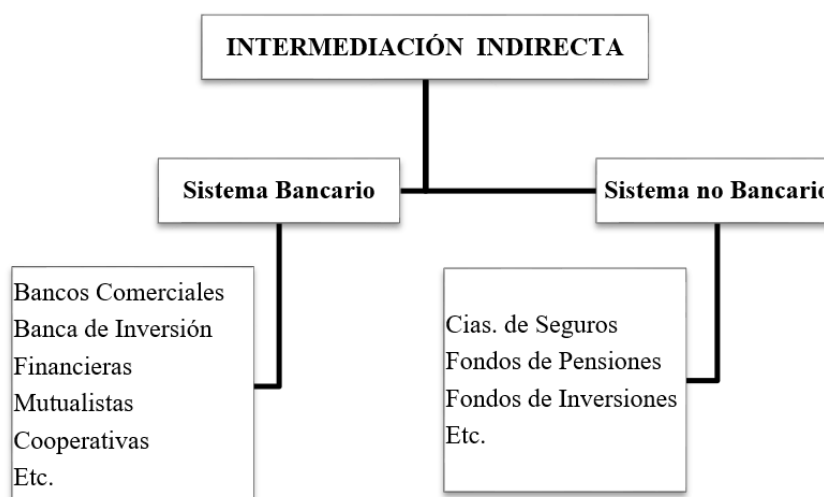 INTERMEDIACIÓN INDIRECTA
Sistema Bancario
Sistema no Bancario
Bancos Comerciales
Banca de Inversión
Financieras
Mutualistas
Cooperativas
Etc.
Cias. de Seguros
Fondos de Pensiones
Fondos de Inversiones
Etc.